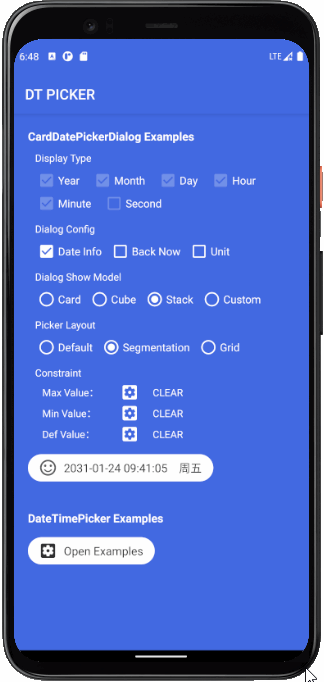 6:48 LTE
DT PICKER
CardDatePickerDialog Examples
Display Type
Year Month Day Hour
Minute Second
Dialog Config
Date Info Back Now Unit
Dialog Show Model
Card Cube Stack Custom
Picker Layout
Default Segmentation Grid
Constraint
Max Value： CLEAR
Min Value： CLEAR
Def Value： CLEAR
2031-01-24 09:41:05 周五
DateTimePicker Examples
Open Examples